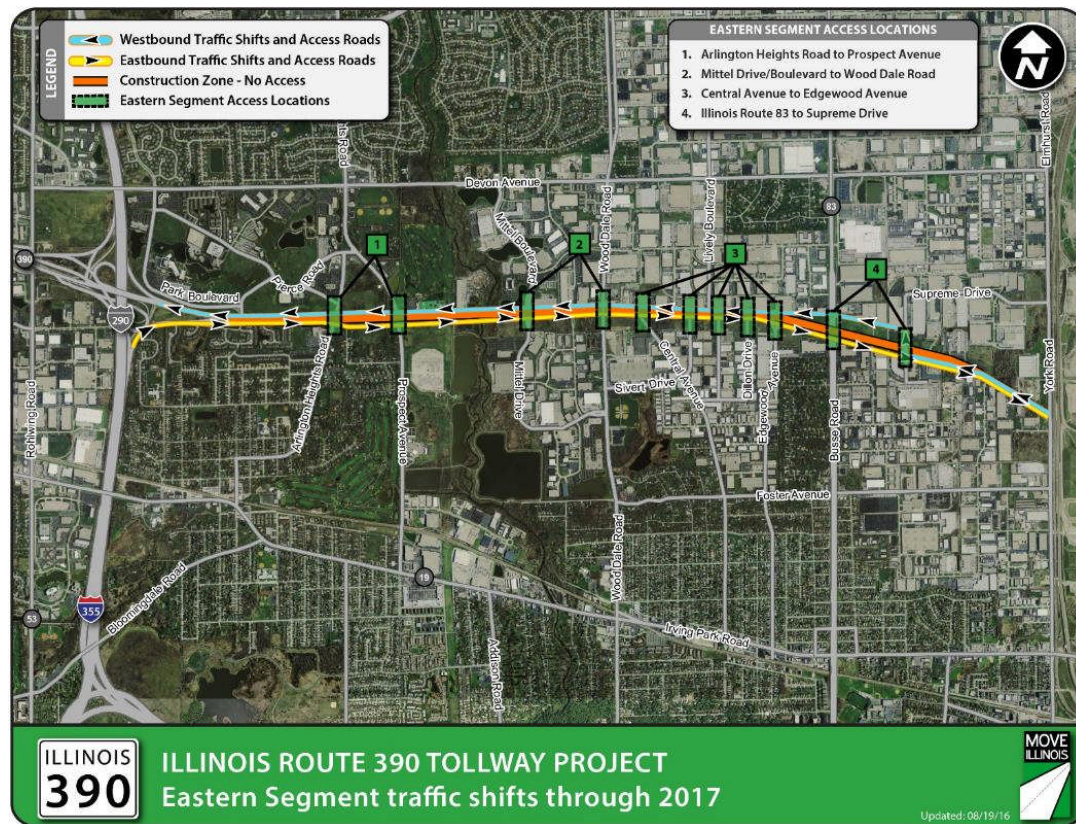 LEGEND
Westbound Traffic Shifts and Access Roads
Eastbound Traffic Shifts and Access Roads
Construction Zone - No Access
Eastern Segment Access Locations
EASTERN SEGMENT ACCESS LOCATIONS
1. Arlington Heights Road to Prospect Avenue
2. Mittel Drive/Boulevard to Wood Dale Road
3. Central Avenue to Edgewood Avenue
4. Illinois Route 83 to Supreme Drive
N
Elmhurst Road
Devon Avenue
Mittel Boulevard
Wood Dale Road
Lively Boulevard
83
390
1
2
3
4
Pierce Road
Park Boulevard
Supreme Drive
290
Rohlwing Road
Arlington Heights Road
Prospect Avenue
Mittel Drive
Sivert Drive
Central Avenue
Dillon Drive
Edgewood Avenue
Busse Road
York Road
Foster Avenue
Wood Dale Road
19
Bloomingdale Road
53
355
Addison Road
Irving Park Road
ILLINOIS
390
ILLINOIS ROUTE 390 TOLLWAY PROJECT
Eastern Segment traffic shifts through 2017
MOVE
ILLINOIS
Updated: 08/19/16